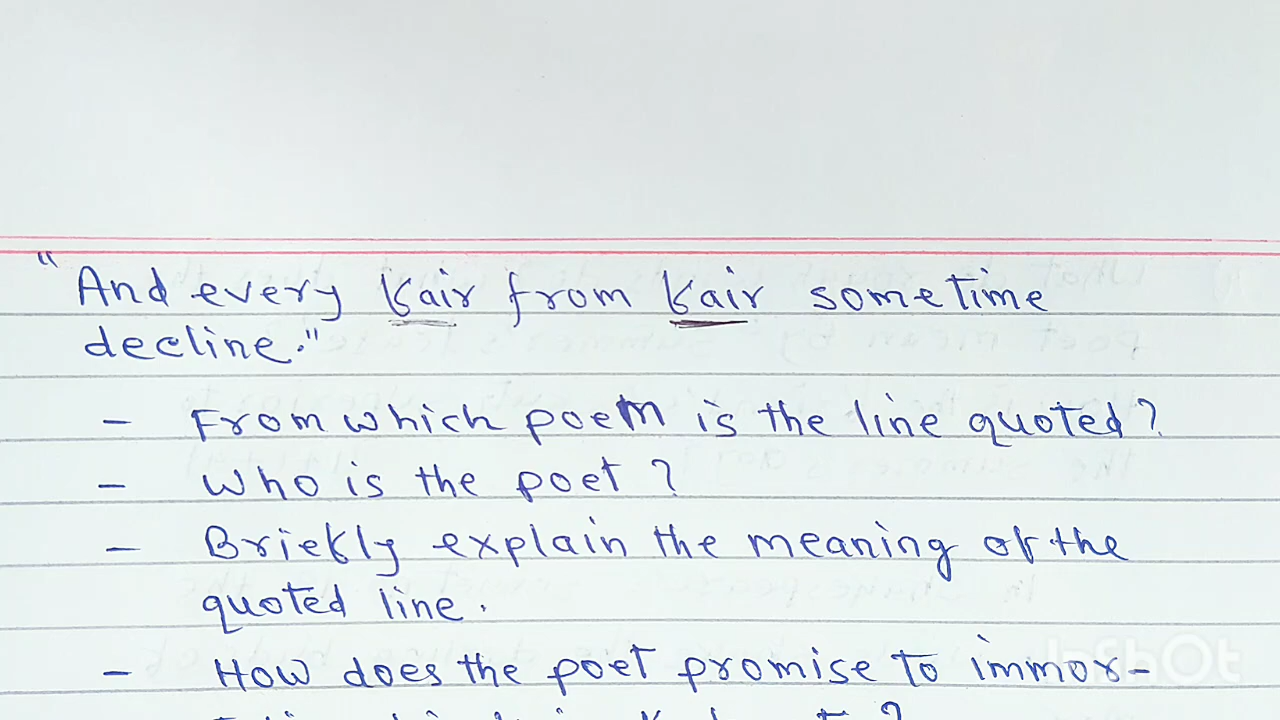 "And every fair from fair sometime
decline."
- From which poem is the line quoted?
- Who is the poet?
- Briefly explain the meaning of the
quoted line.
- How does the poet promise to immor-
InShot